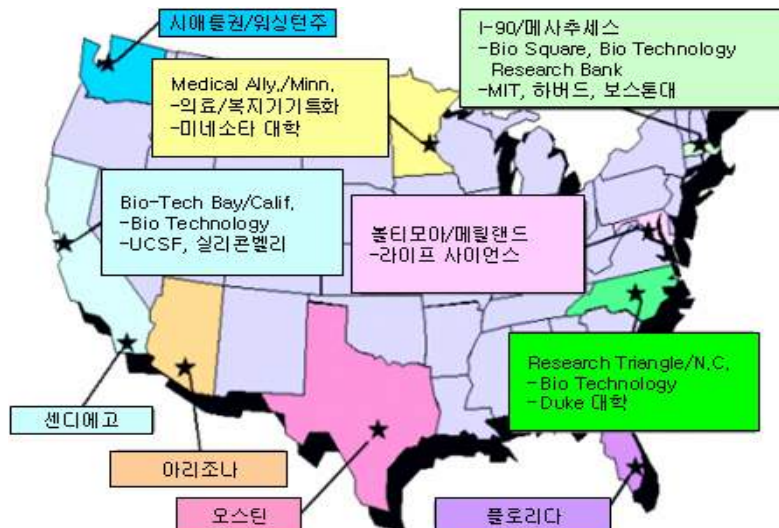 시애틀권/워싱턴주
I-90/메사추세스
-Bio Square, Bio Technology
Research Bank
-MIT, 하버드, 보스톤대
Medical Ally./Minn.
-의료/복지기기특화
-미네소타 대학
Bio-Tech Bay/Calif.
-Bio Technology
-UCSF, 실리콘벨리
볼티모아/메릴랜드
-라이프 사이언스
Research Triangle/N.C.
- Bio Technology
- Duke 대학
센디에고
아리조나
오스틴
플로리다